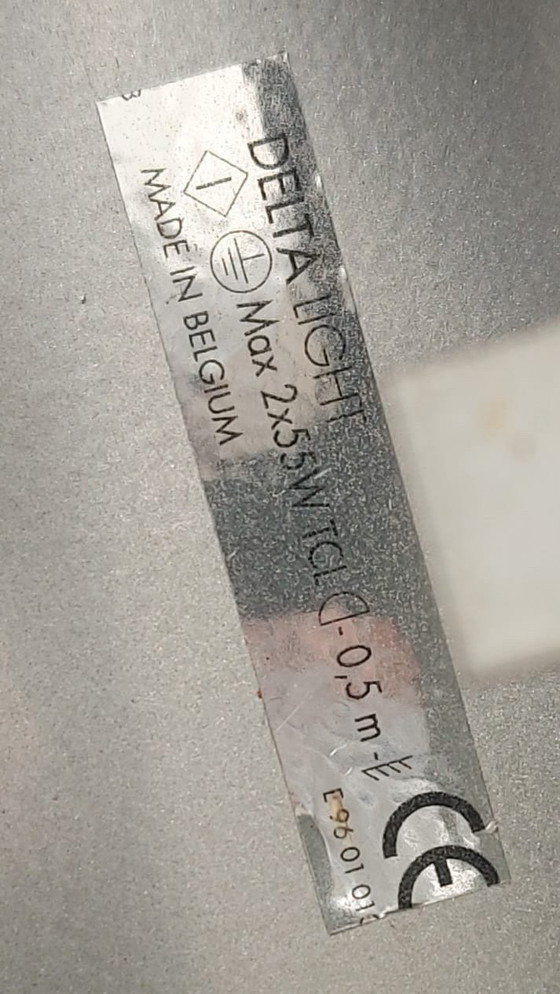 DELTA LIGHT
Max 2x55W TCL -0,5 m-
MADE IN BELGIUM
CE
E 96 01 01